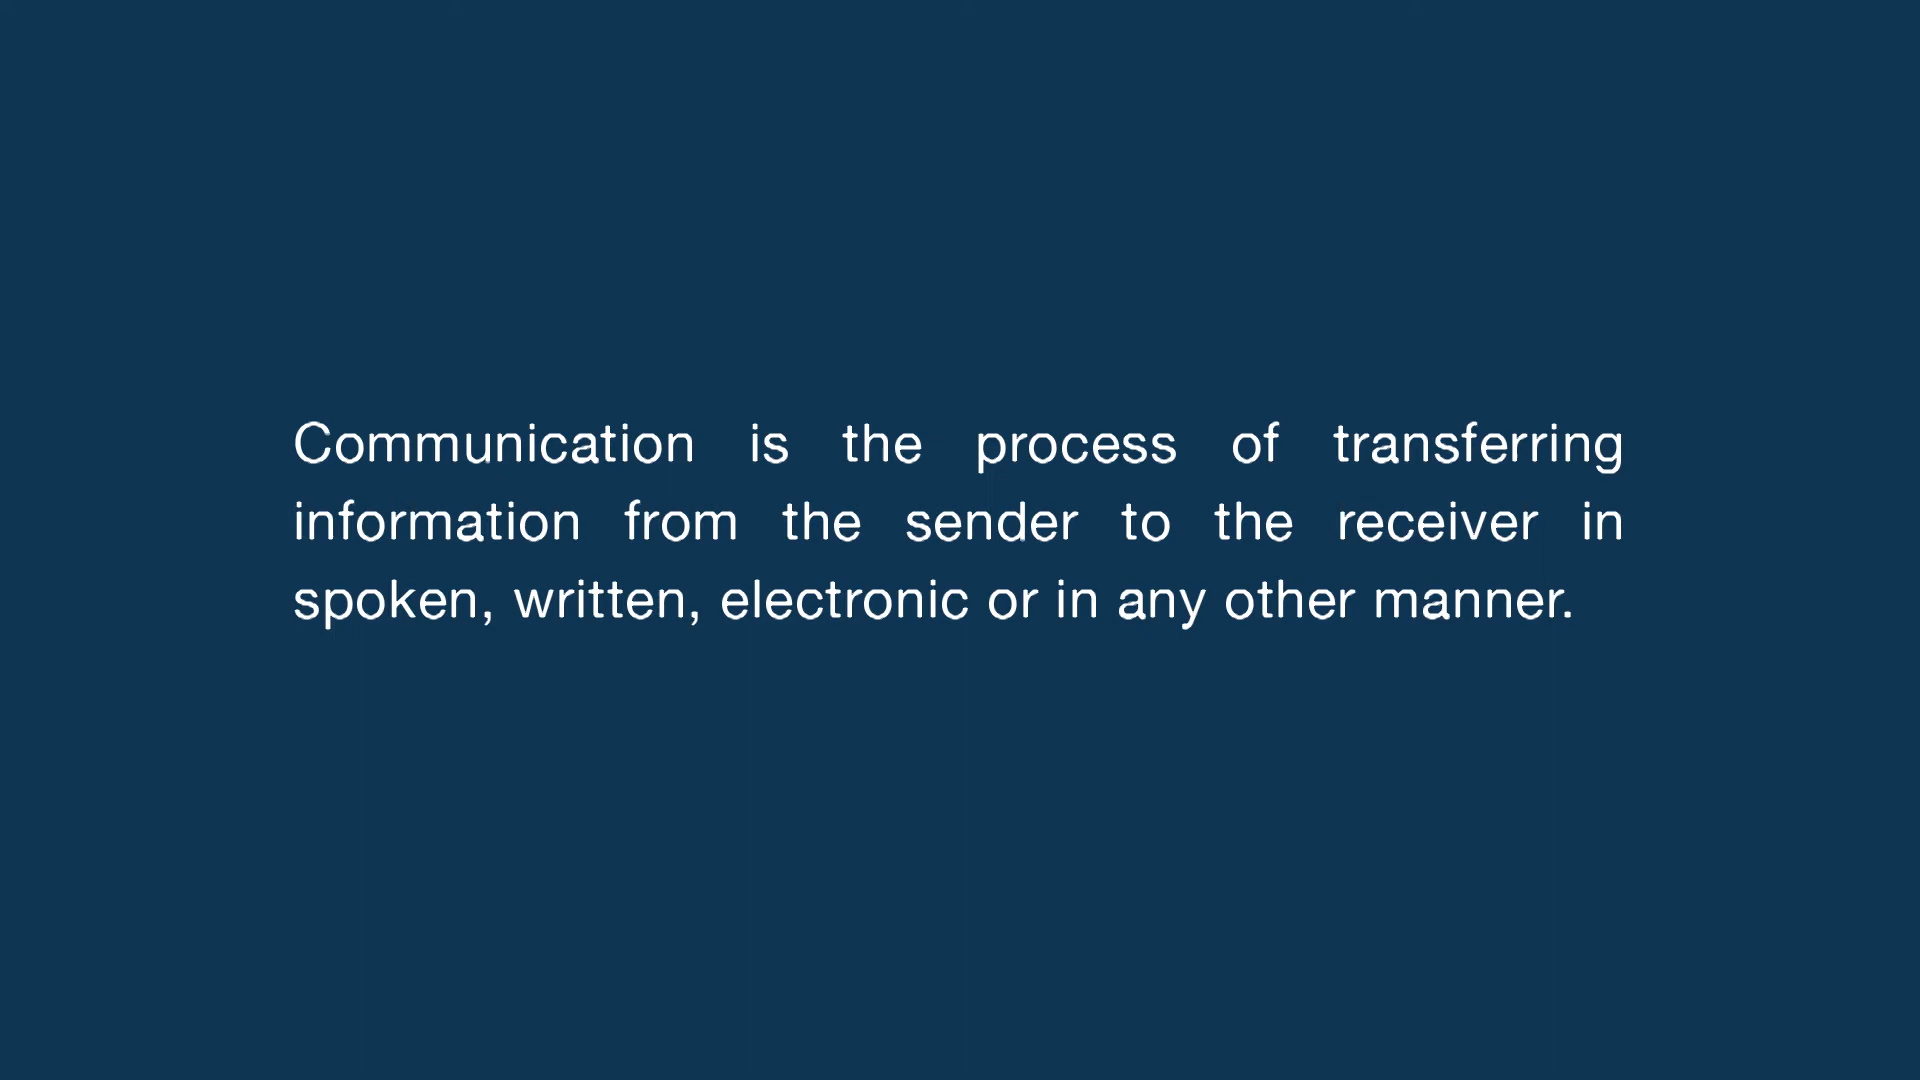 Communication is the process of transferring
information from the sender to the receiver in
spoken, written, electronic or in any other manner.